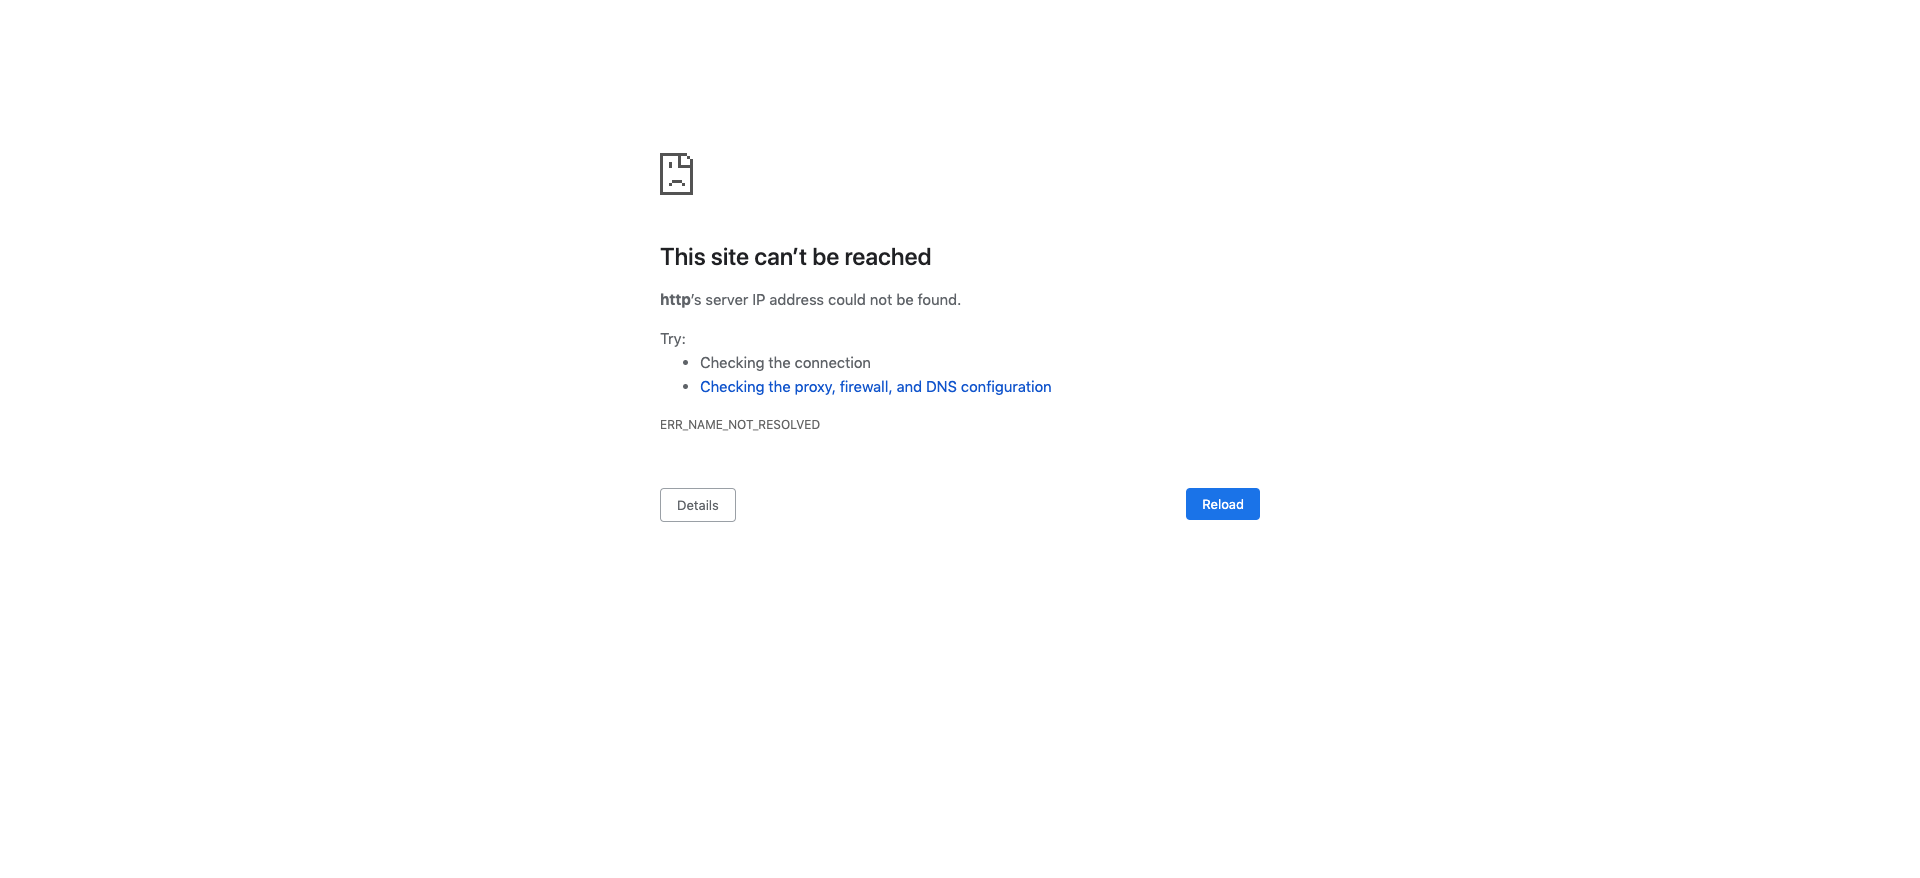 This site can’t be reached
http’s server IP address could not be found.
Try:
• Checking the connection
• Checking the proxy, firewall, and DNS configuration
ERR_NAME_NOT_RESOLVED
Details
Reload